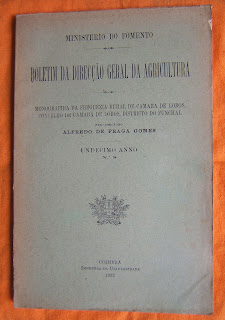 MINISTERIO DO FOMENTO
BOLETIM DA DIRECÇÃO GERAL DA AGRICULTURA
MONOGRAPHIA DA FREGUEZIA GERAL DE CAMARA DE LOBOS,
CONCELHO DE CAMARA DE LOBOS, DISTRICTO DO FUNCHAL
ALFREDO DE FRAGA GOMES
UNDECIMO ANNO
COIMBRA
IMPRENSA DA UNIVERSIDADE